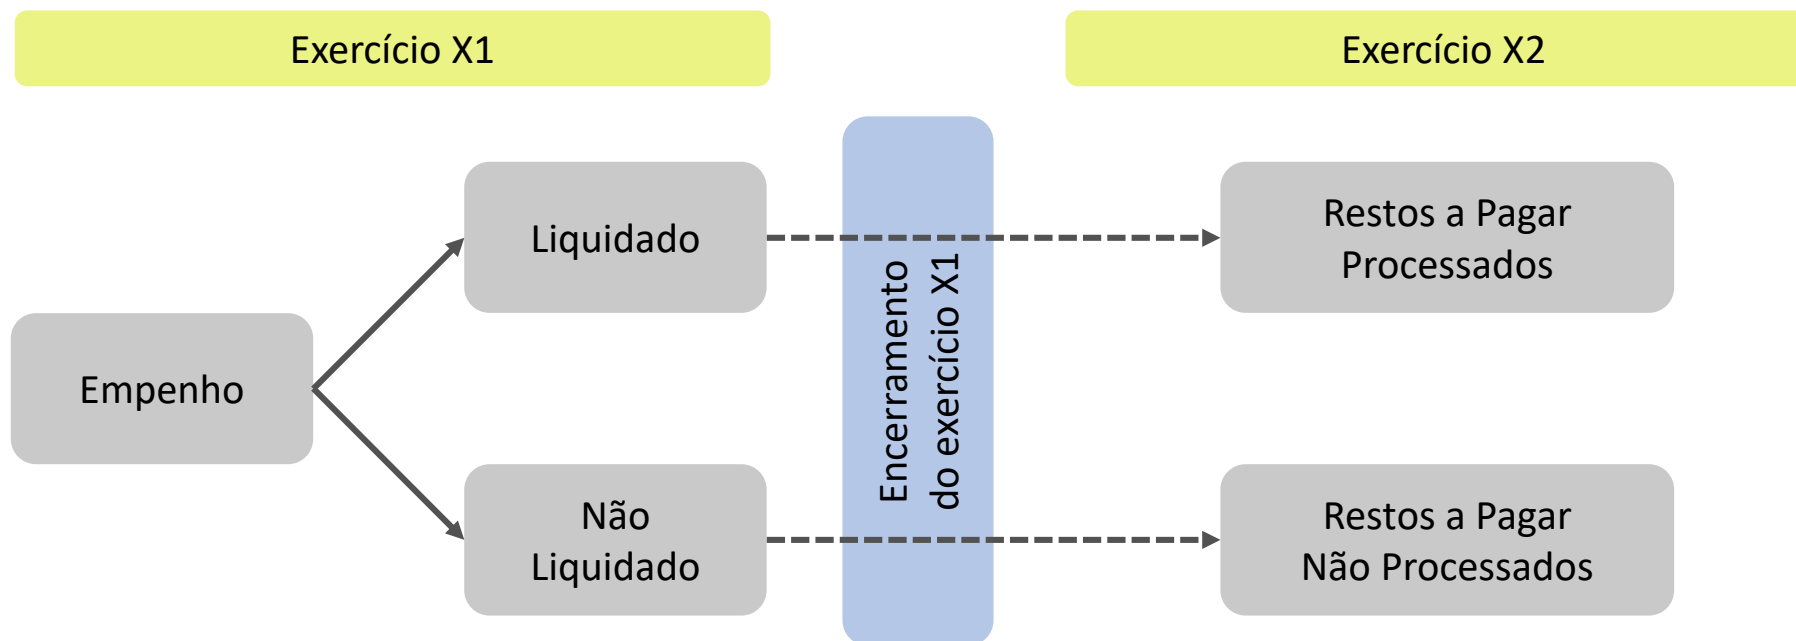 Exercício X1
Exercício X2
Empenho
Liquidado
Não
Liquidado
Encerramento
do exercício X1
Restos a Pagar
Processados
Restos a Pagar
Não Processados